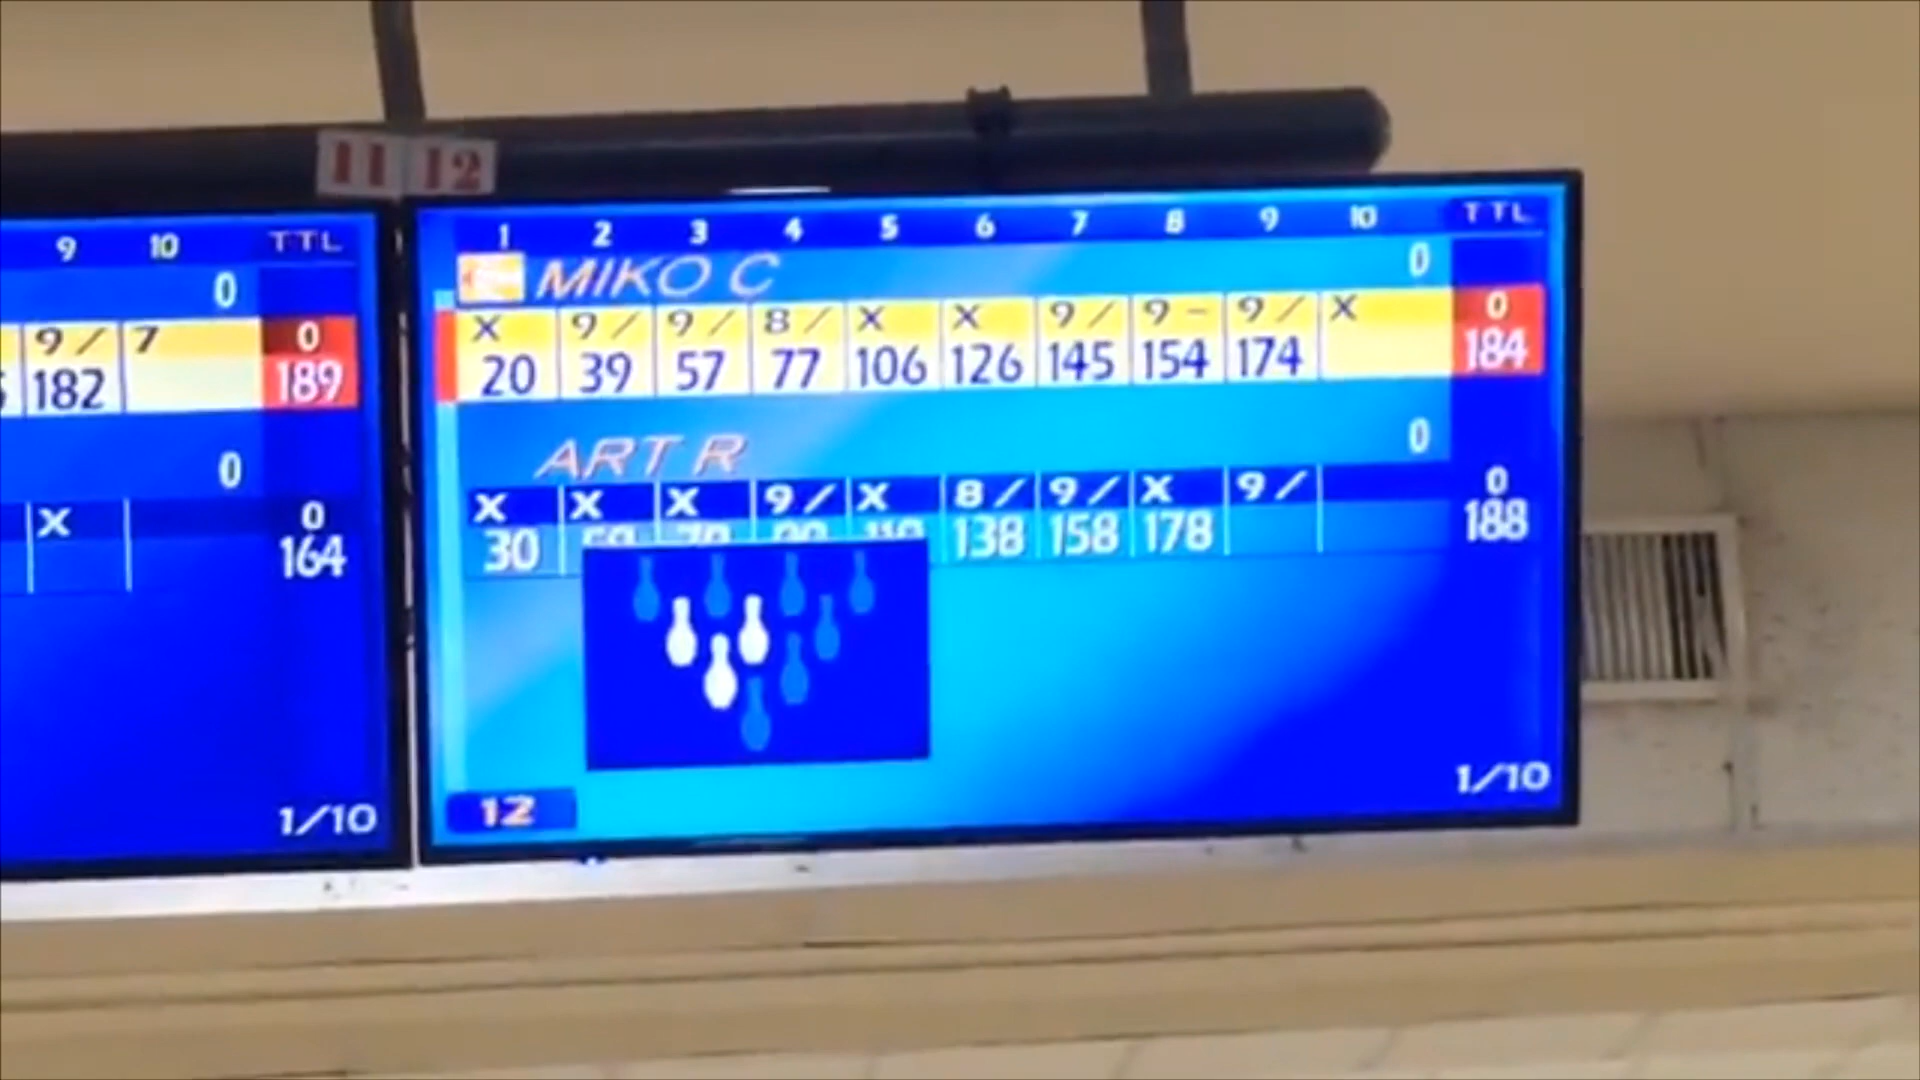 11 12
9 10 TTL
0
9 / 7 0
182 189
0
X 0
164
1/10
1 2 3 4 5 6 7 8 9 10 TTL
MIKO C 0
X 9 / 9 / 8 / X X 9 / 9 - 9 / X 0
20 39 57 77 106 126 145 154 174 184
ART R 0
X X X 9 / X 8 / 9 / X 9 / 0
30 138 158 178 188
12 1/10